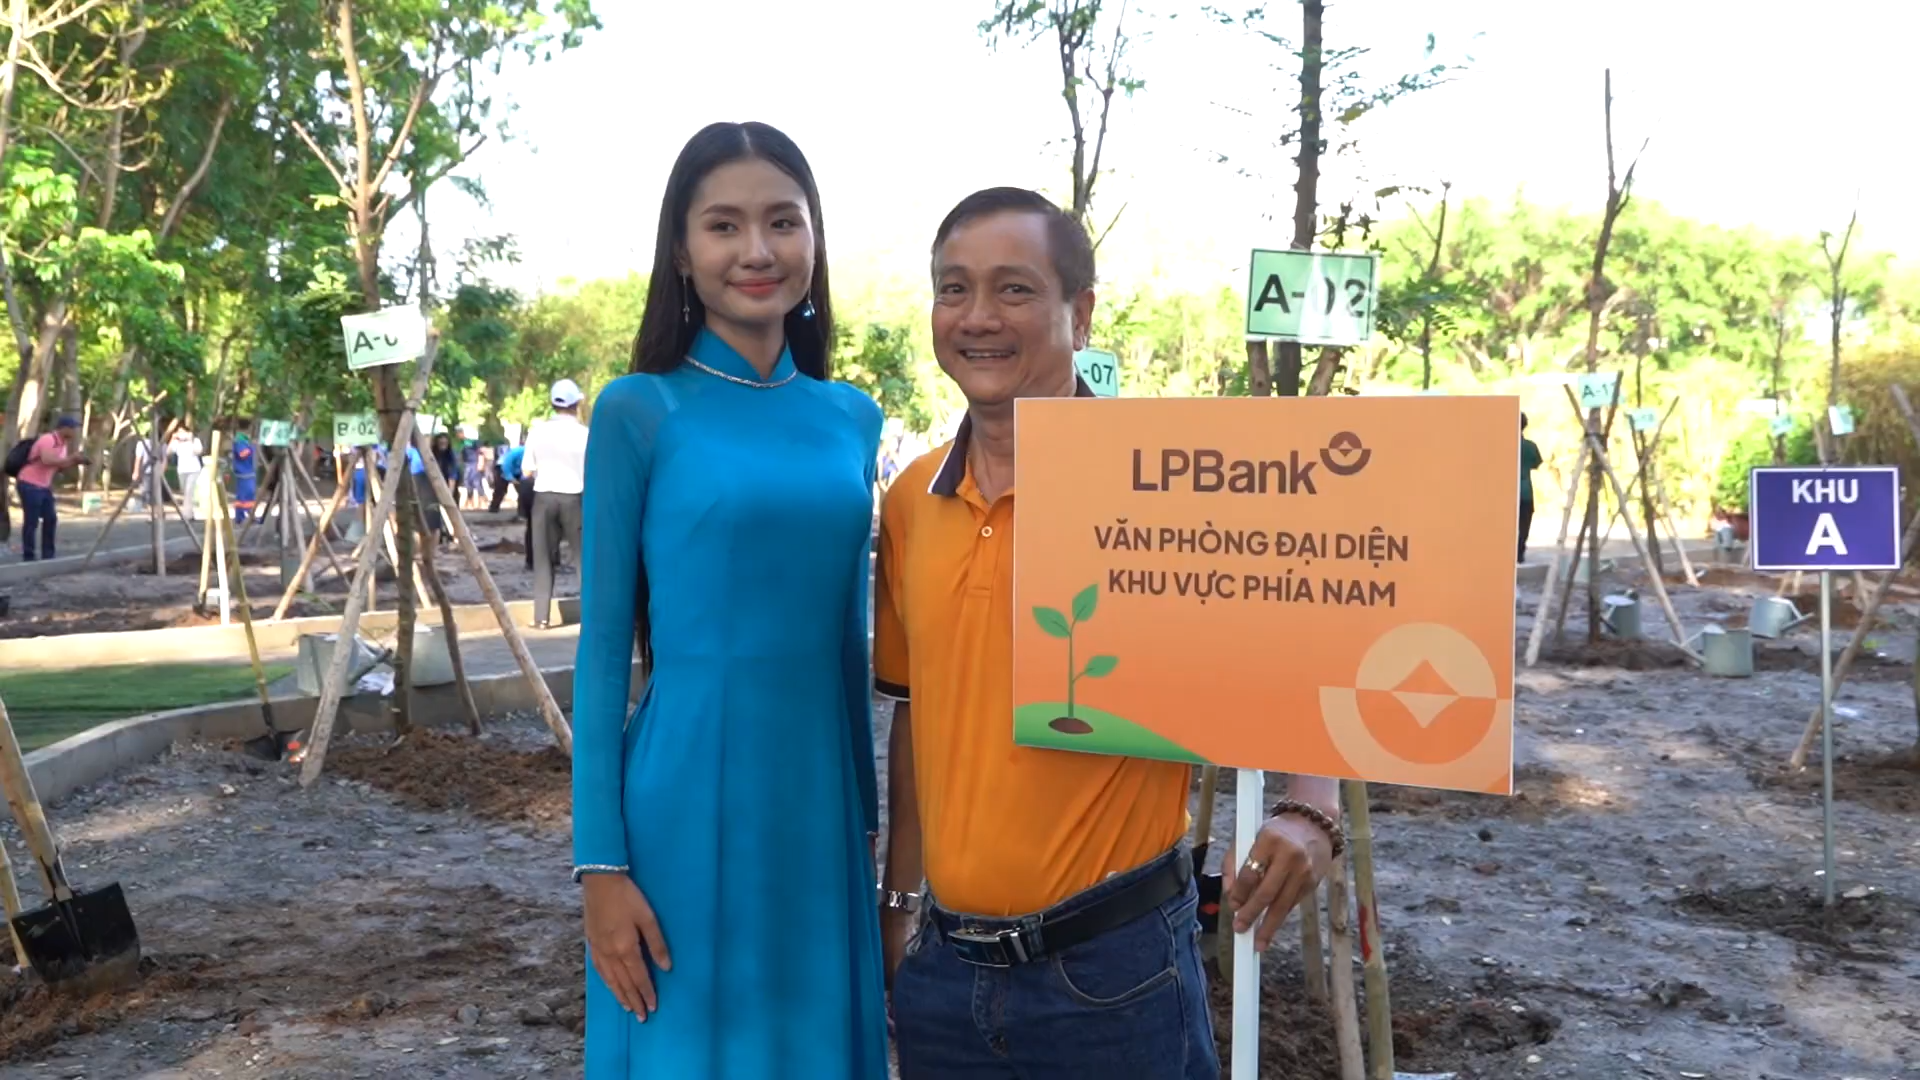 A-02
-07
B-02
LPBank
VĂN PHÒNG ĐẠI DIỆN
KHU VỰC PHÍA NAM
KHU
A